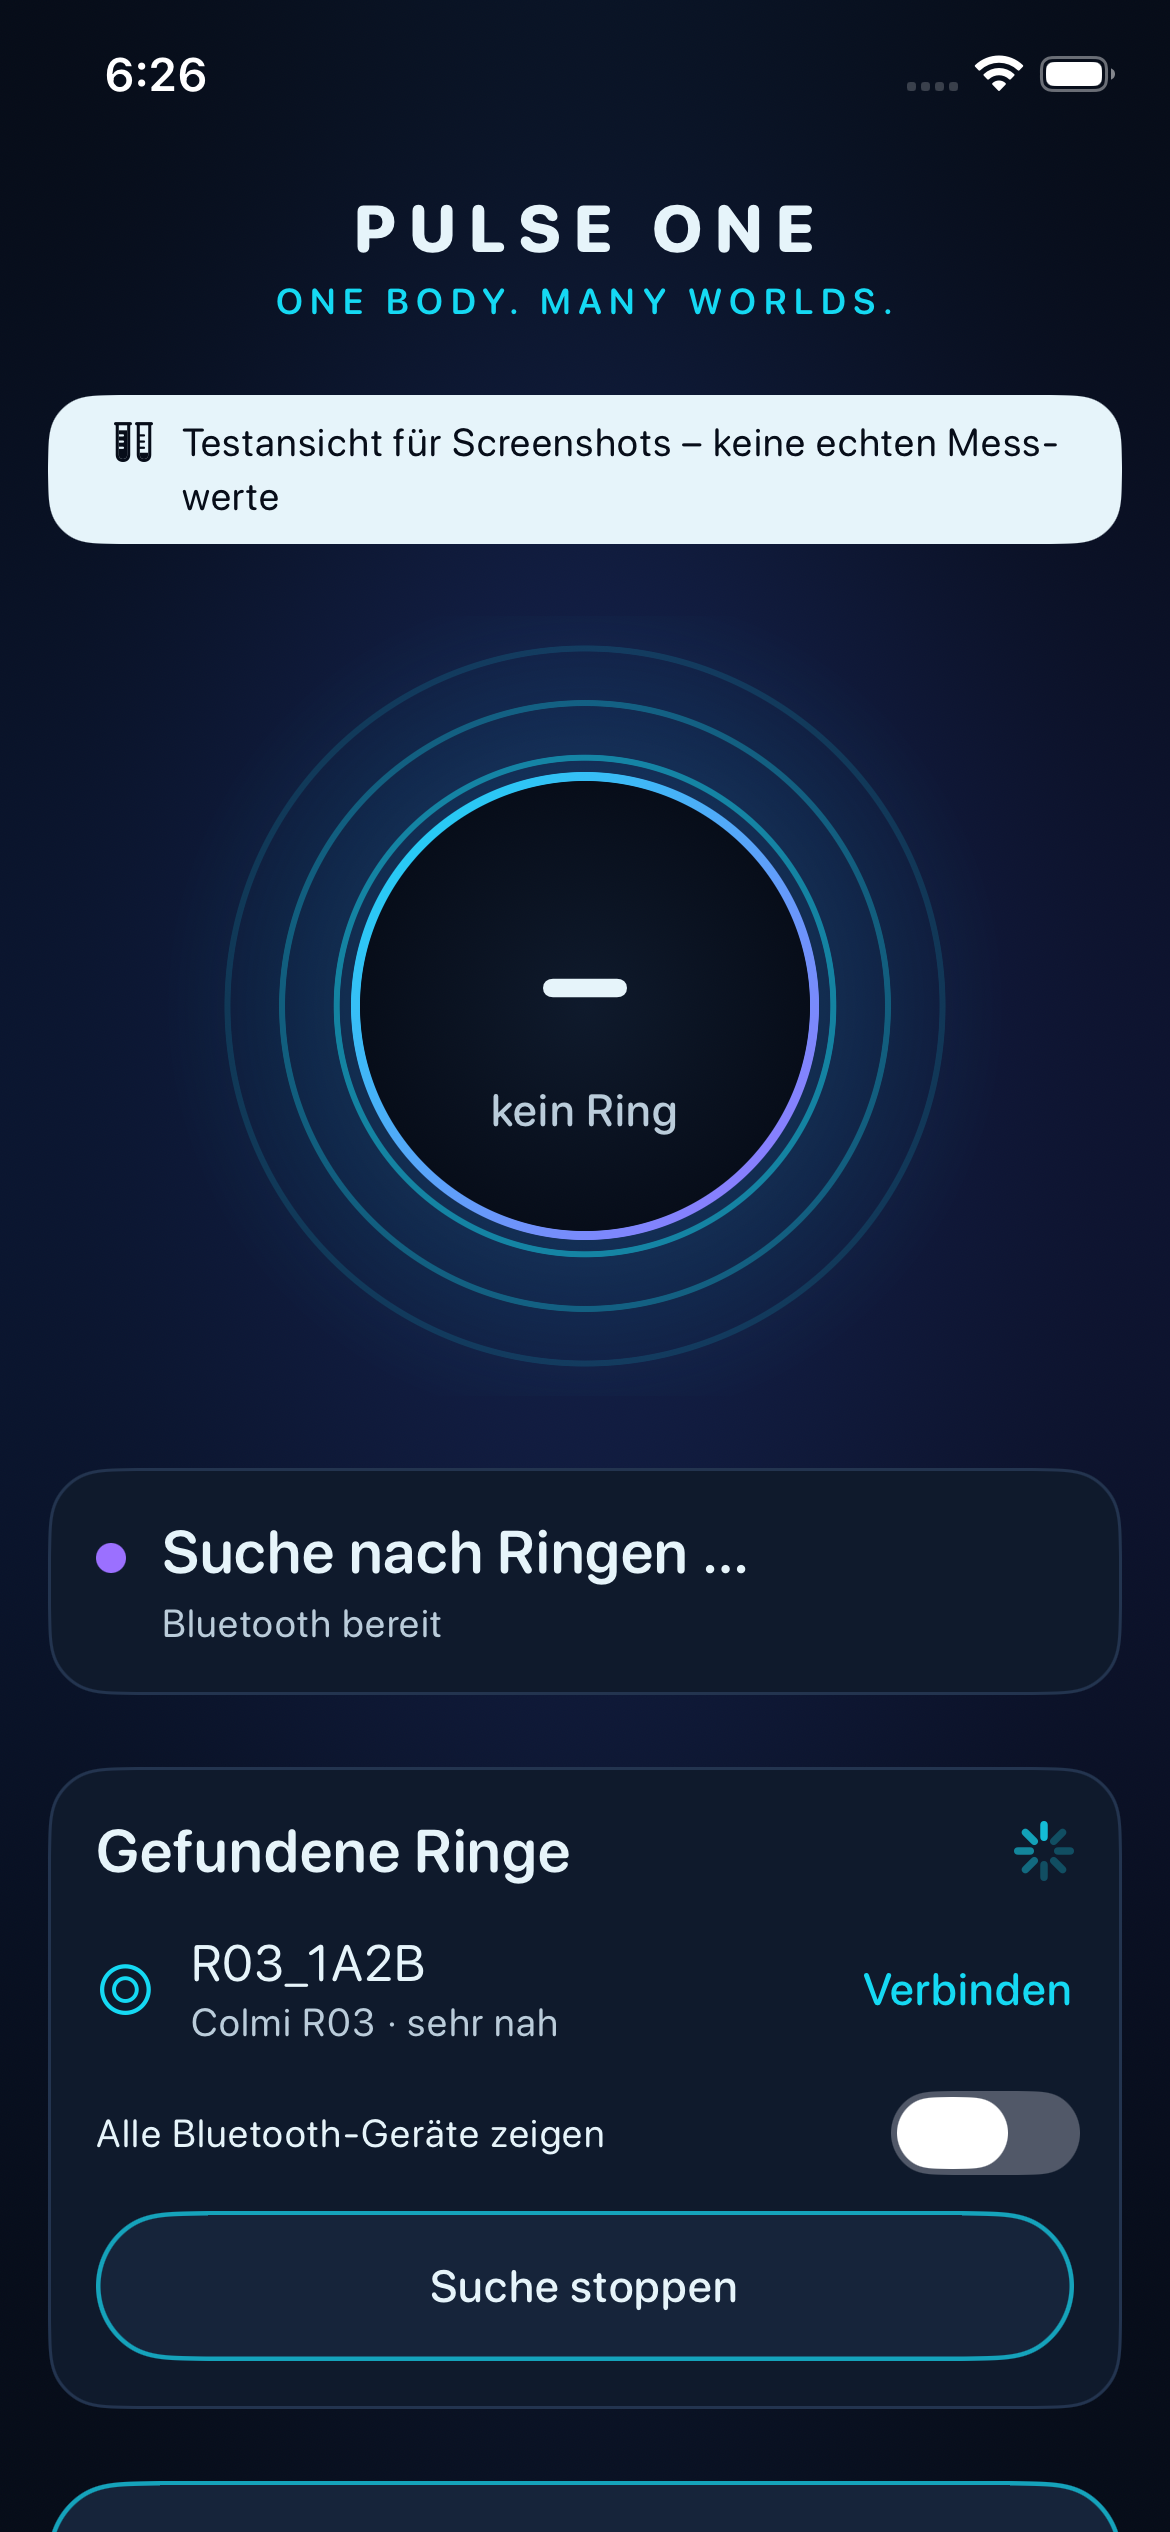 6:26
PULSE ONE
ONE BODY. MANY WORLDS.
Testansicht für Screenshots – keine echten Mess-
werte
–
kein Ring
Suche nach Ringen ...
Bluetooth bereit
Gefundene Ringe
R03_1A2B
Colmi R03 · sehr nah
Verbinden
Alle Bluetooth-Geräte zeigen
Suche stoppen